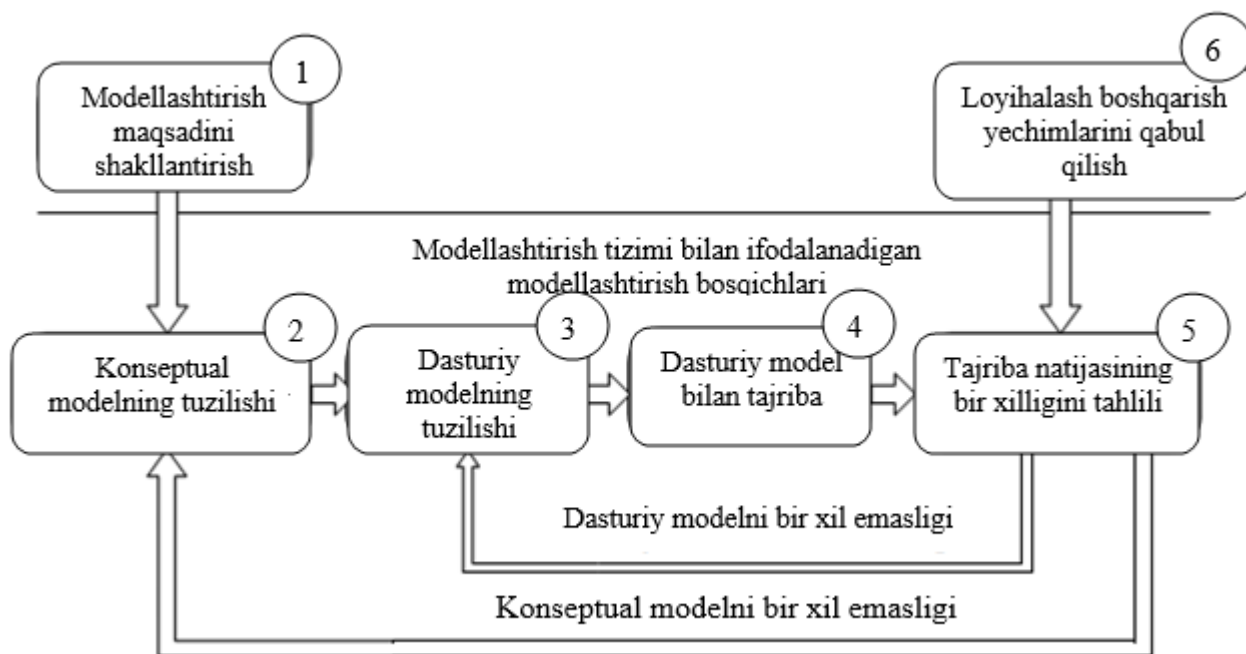 1
Modellashtirish
maqsadini
shakllantirish
6
Loyihalash boshqarish
yechimlarini qabul
qilish
Modellashtirish tizimi bilan ifodalanadigan
modellashtirish bosqichlari
2
Konseptual
modelning tuzilishi
3
Dasturiy
modelning
tuzilishi
4
Dasturiy model
bilan tajriba
5
Tajriba natijasining
bir xilligini tahlili
Dasturiy modelni bir xil emasligi
Konseptual modelni bir xil emasligi